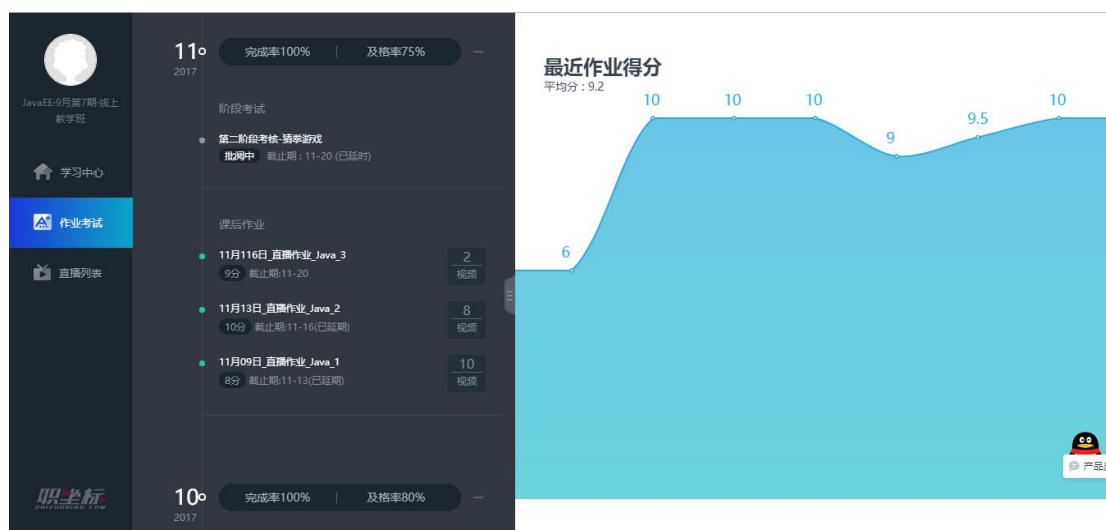 JavaEE-9月第7期-线上
教学班
学习中心
作业考试
直播列表
职坐标
ZHIZUOBIAO.COM
11
2017
完成率100% | 及格率75%
阶段考试
第二阶段考核-猜拳游戏
批阅中 截止期 : 11-20 (已延时)
课后作业
11月116日_直播作业_Java_3
9分 截止期:11-20
2
视频
11月13日_直播作业_Java_2
10分 截止期:11-16(已延期)
8
视频
11月09日_直播作业_Java_1
8分 截止期:11-13(已延期)
10
视频
10
2017
完成率100% | 及格率80%
最近作业得分
平均分 : 9.2
6
10
10
10
9
9.5
10
产品